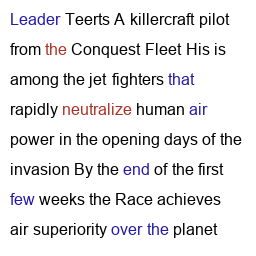 Leader Teerts A killercraft pilot
from the Conquest Fleet His is
among the jet fighters that
rapidly neutralize human air
power in the opening days of the
invasion By the end of the first
few weeks the Race achieves
air superiority over the planet